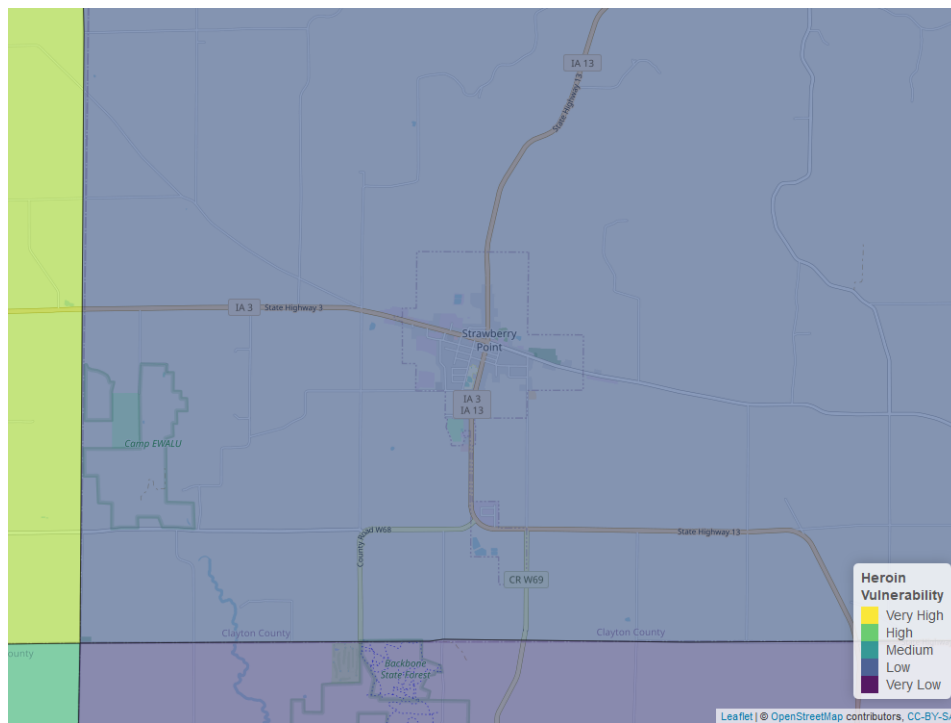 IA 13
State Highway 13
IA 3
State Highway 3
Strawberry
Point
IA 3
IA 13
Camp EWALU
County Road W68
State Highway 13
CR W69
Clayton County
Clayton County
ounty
Backbone
State Forest
Heroin
Vulnerability
Very High
High
Medium
Low
Very Low
Leaflet | © OpenStreetMap contributors, CC-BY-S